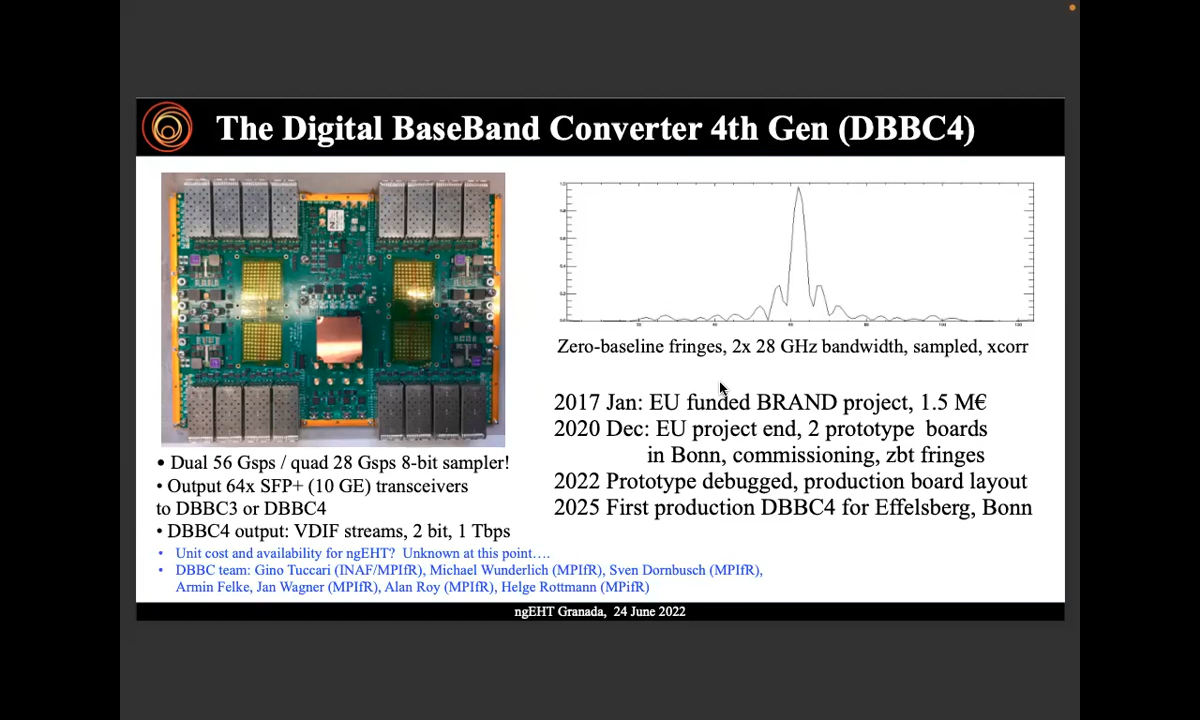 The Digital BaseBand Converter 4th Gen (DBBC4)
Zero-baseline fringes, 2x 28 GHz bandwidth, sampled, xcorr
2017 Jan: EU funded BRAND project, 1.5 M€
2020 Dec: EU project end, 2 prototype boards
in Bonn, commissioning, zbt fringes
2022 Prototype debugged, production board layout
2025 First production DBBC4 for Effelsberg, Bonn
• Dual 56 Gsps / quad 28 Gsps 8-bit sampler!
• Output 64x SFP+ (10 GE) transceivers
to DBBC3 or DBBC4
• DBBC4 output: VDIF streams, 2 bit, 1 Tbps
• Unit cost and availability for ngEHT? Unknown at this point….
• DBBC team: Gino Tuccari (INAF/MPIfR), Michael Wunderlich (MPIfR), Sven Dornbusch (MPIfR),
Armin Felke, Jan Wagner (MPIfR), Alan Roy (MPIfR), Helge Rottmann (MPifR)
ngEHT Granada, 24 June 2022